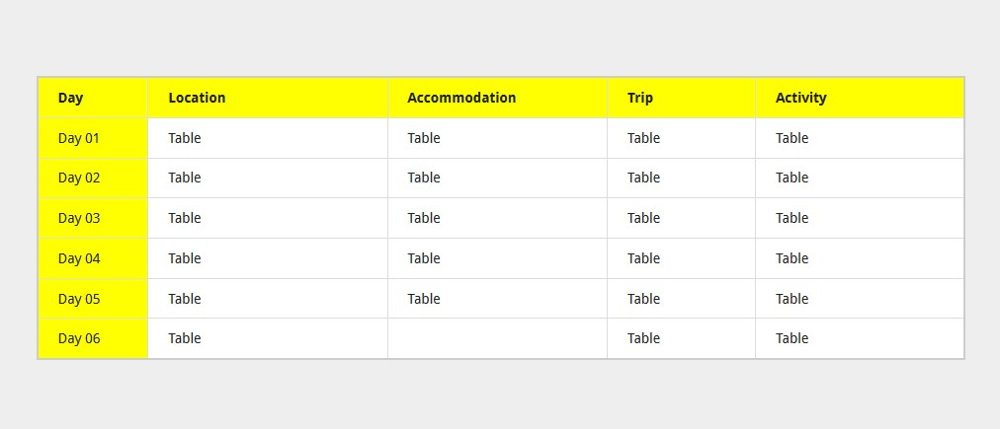 Day Location Accommodation Trip Activity
Day 01 Table Table Table Table
Day 02 Table Table Table Table
Day 03 Table Table Table Table
Day 04 Table Table Table Table
Day 05 Table Table Table Table
Day 06 Table Table Table